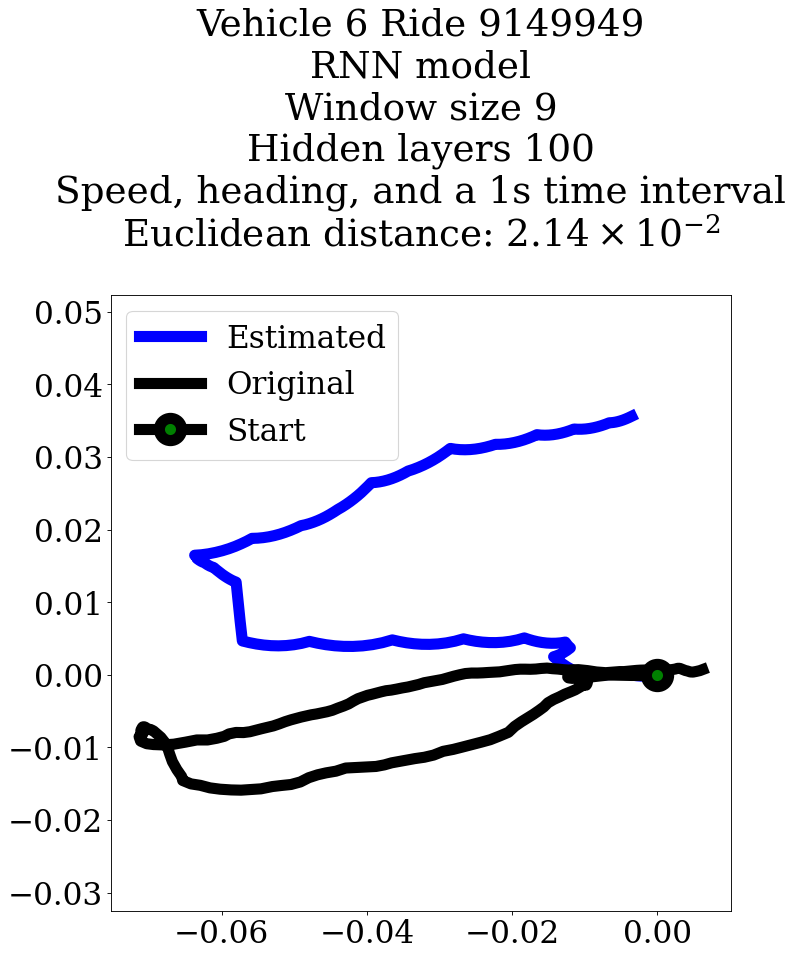 Vehicle 6 Ride 9149949
RNN model
Window size 9
Hidden layers 100
Speed, heading, and a 1s time interval
Euclidean distance: 2.14 × 10⁻²
Estimated
Original
Start
0.05
0.04
0.03
0.02
0.01
0.00
−0.01
−0.02
−0.03
−0.06 −0.04 −0.02 0.00